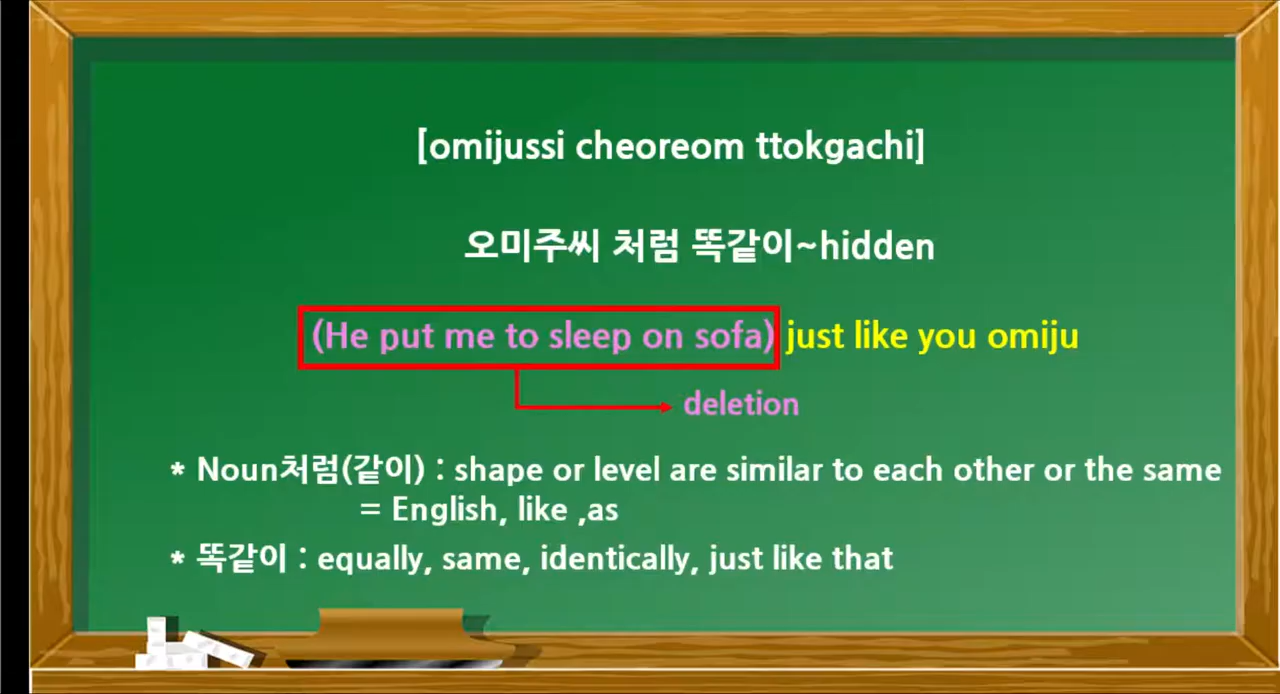 [omijussi cheoreom ttokgachi]
오미주씨 처럼 똑같이~hidden
(He put me to sleep on sofa) just like you omiju
deletion
* Noun처럼(같이) : shape or level are similar to each other or the same
= English, like ,as
* 똑같이 : equally, same, identically, just like that